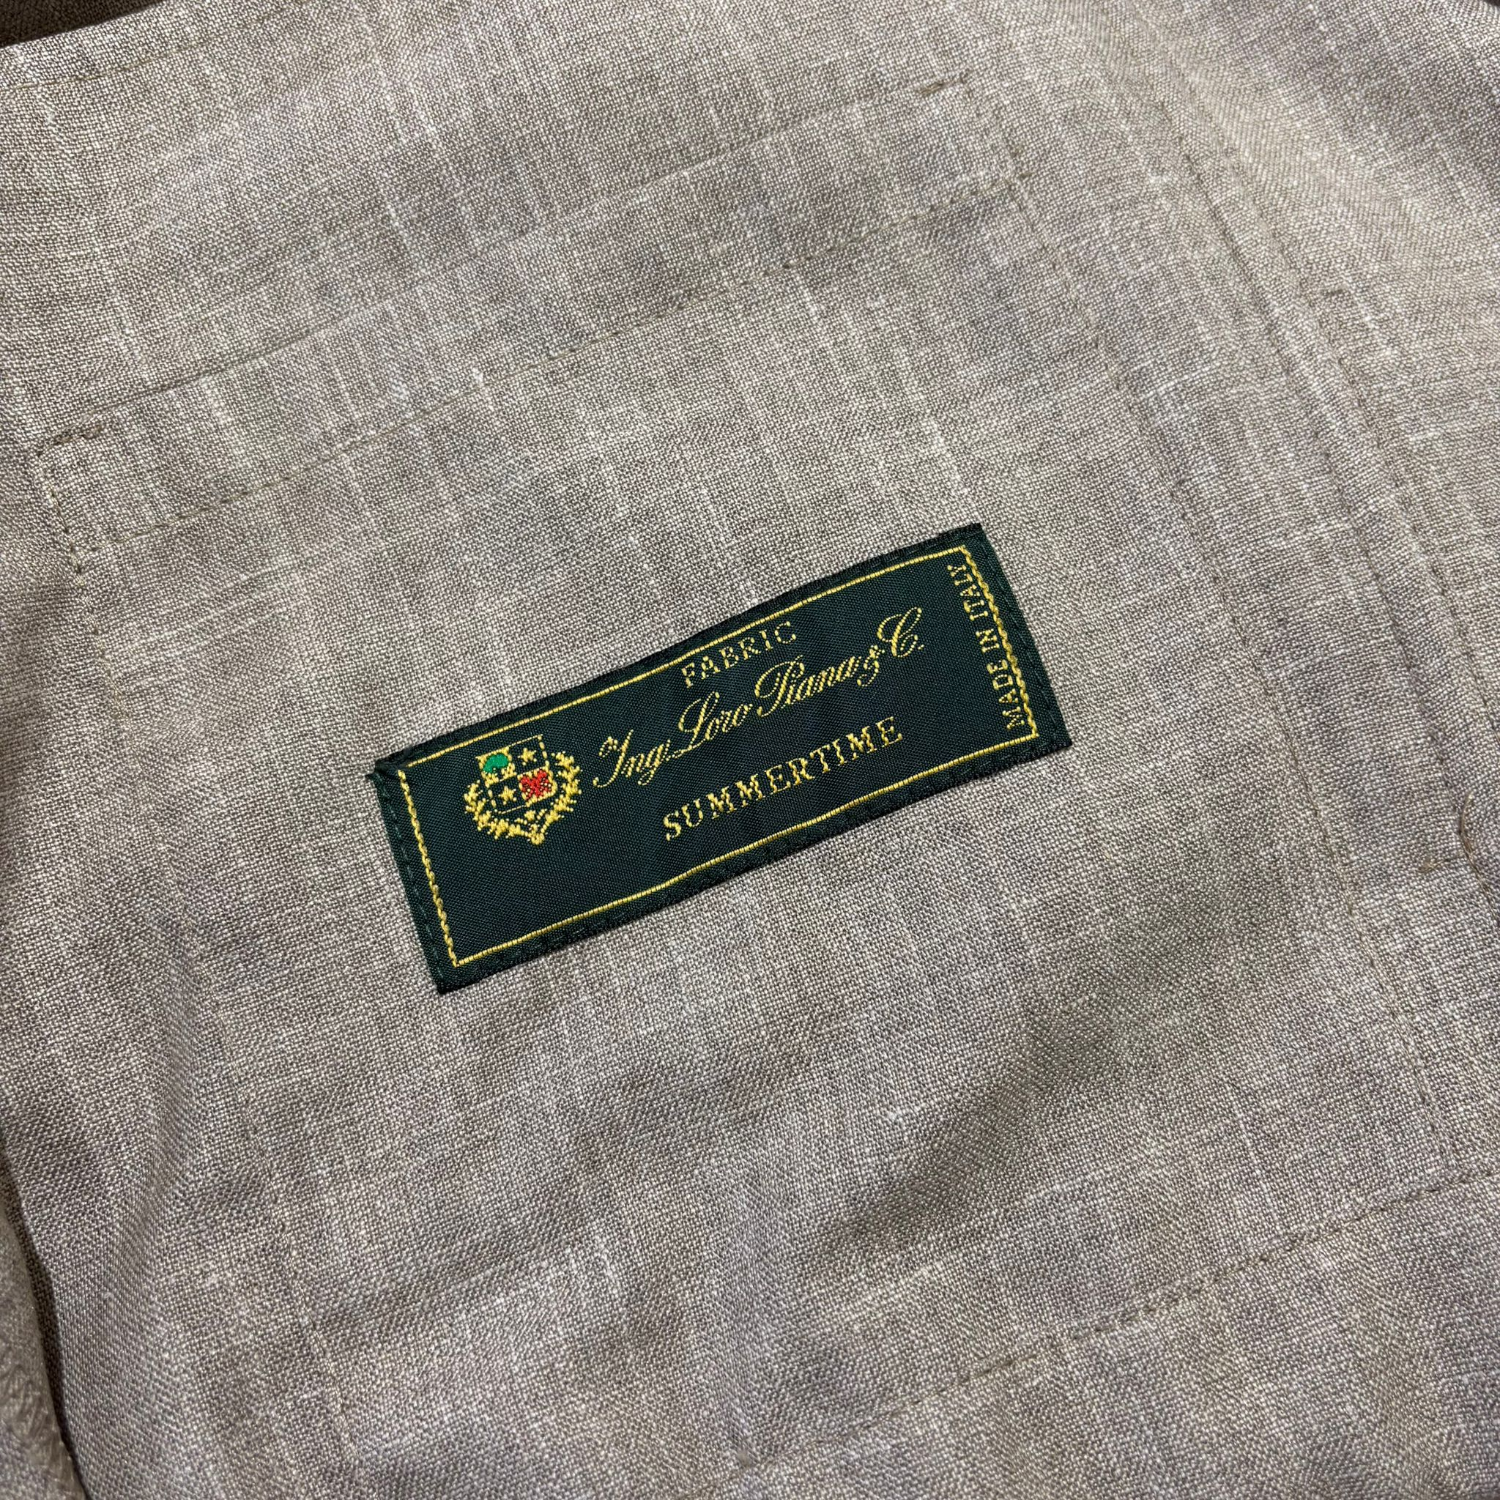 FABRIC
Ing. Loro Piana & C.
SUMMERTIME
MADE IN ITALY